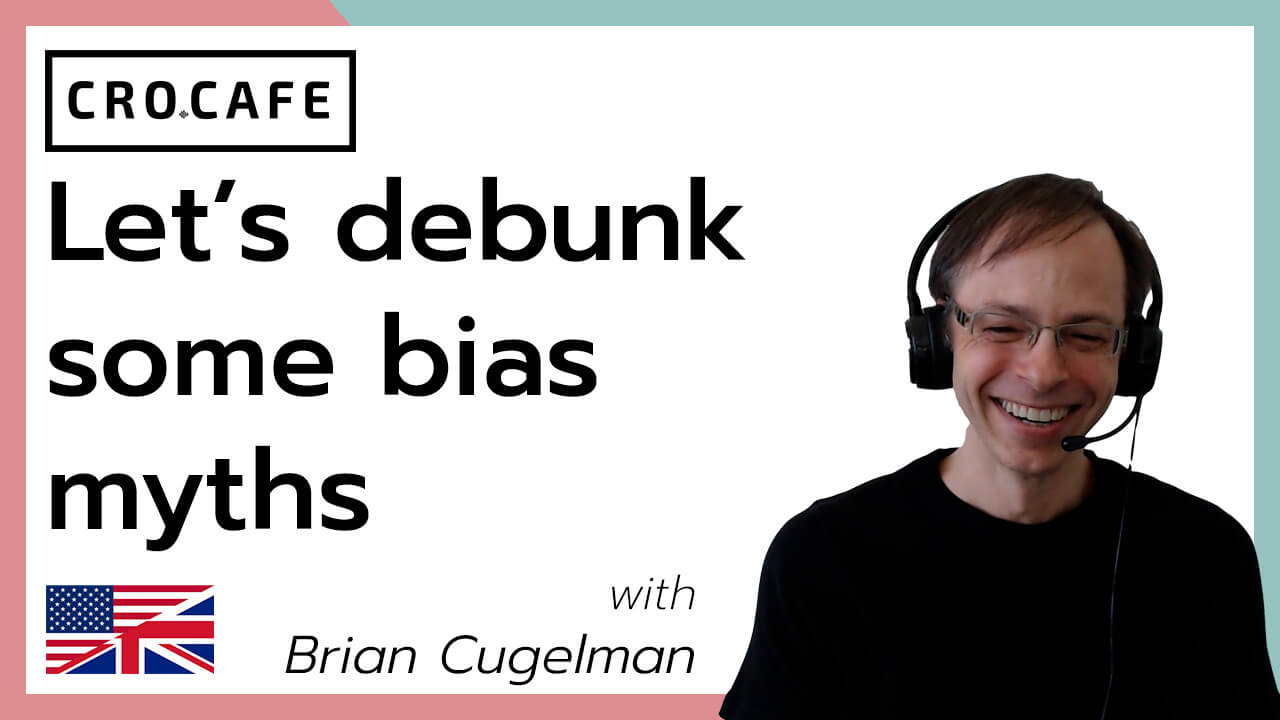 CRO.CAFE
Let’s debunk
some bias
myths
with
Brian Cugelman